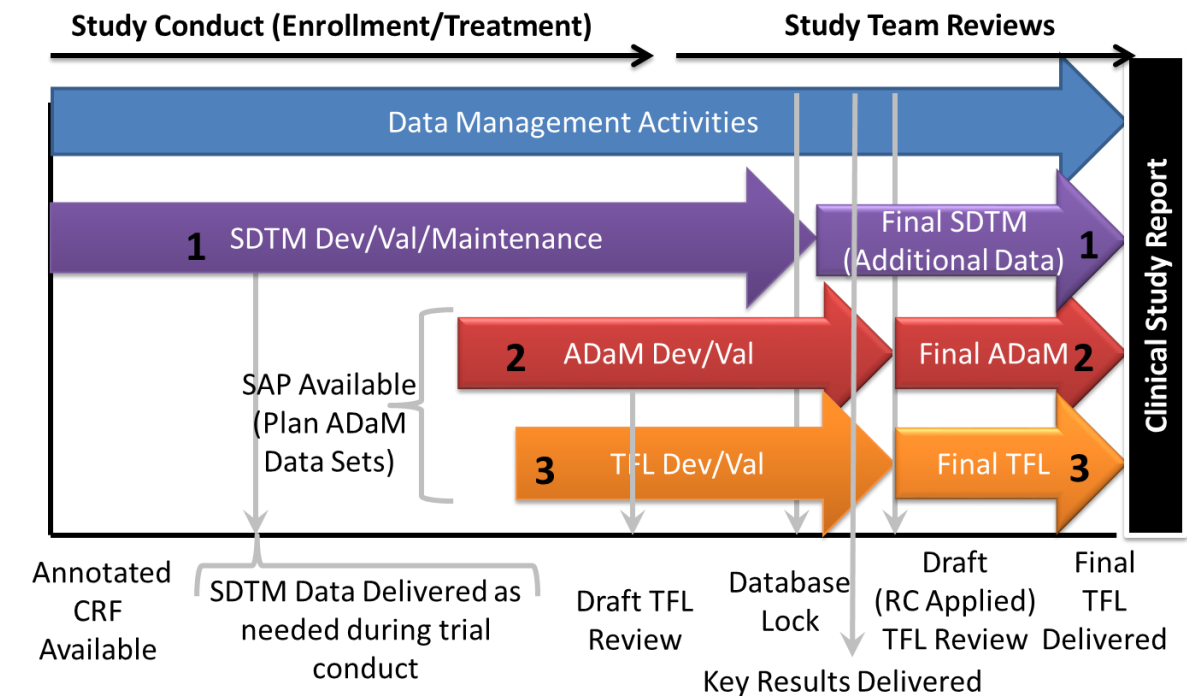 Study Conduct (Enrollment/Treatment)
Study Team Reviews
Data Management Activities
1 SDTM Dev/Val/Maintenance
Final SDTM
(Additional Data) 1
2 ADaM Dev/Val
Final ADaM 2
SAP Available
(Plan ADaM
Data Sets)
3 TFL Dev/Val
Final TFL 3
Clinical Study Report
Annotated
CRF
Available
SDTM Data Delivered as
needed during trial
conduct
Draft TFL
Review
Database
Lock
Key Results Delivered
Draft
(RC Applied)
TFL Review
Final
TFL
Delivered